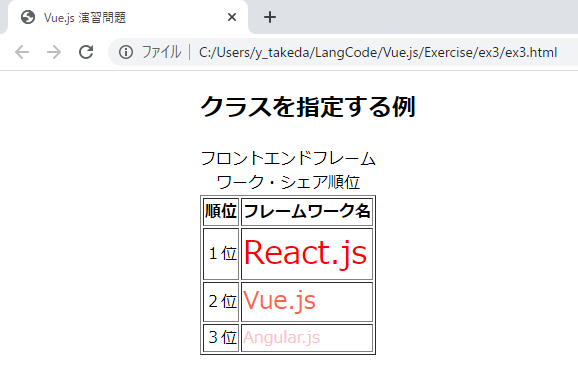 Vue.js 演習問題
ファイル C:/Users/y_takeda/LangCode/Vue.js/Exercise/ex3/ex3.html
クラスを指定する例
フロントエンドフレーム
ワーク・シェア順位
順位 フレームワーク名
１位 React.js
２位 Vue.js
３位 Angular.js